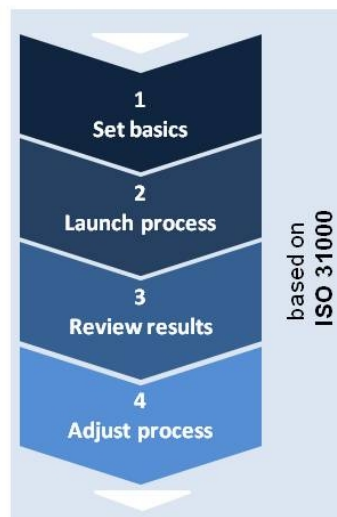 1
Set basics
2
Launch process
3
Review results
4
Adjust process
based on
ISO 31000